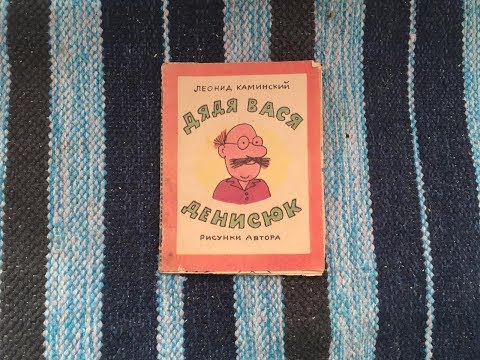 ЛЕОНИД КАМИНСКИЙ
ДЯДЯ ВАСЯ
ДЕНИСЮК
РИСУНКИ АВТОРА